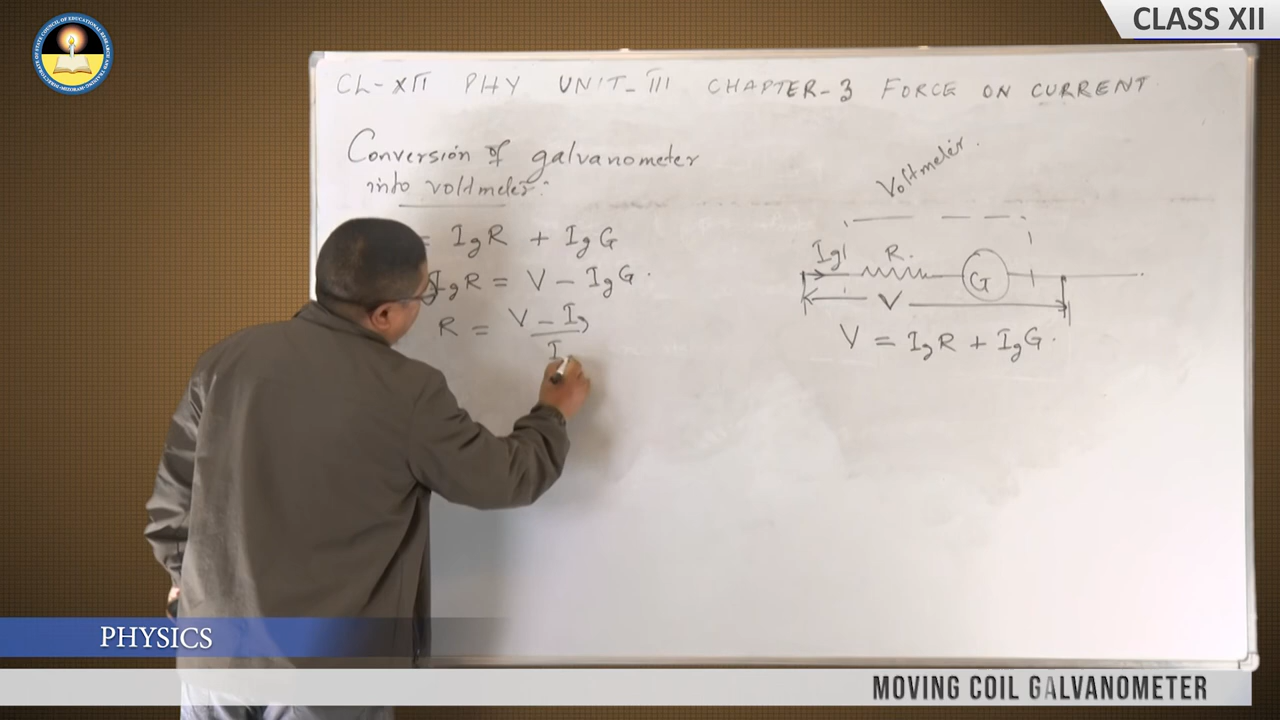 CLASS XII
CL-XII PHY UNIT-III CHAPTER-3 FORCE ON CURRENT
Conversion of galvanometer
into voltmeter:
= IgR + IgG
IgR = V - IgG.
R = V - Ig
I
Voltmeter.
Ig R. G
V
V = IgR + IgG.
PHYSICS
MOVING COIL GALVANOMETER